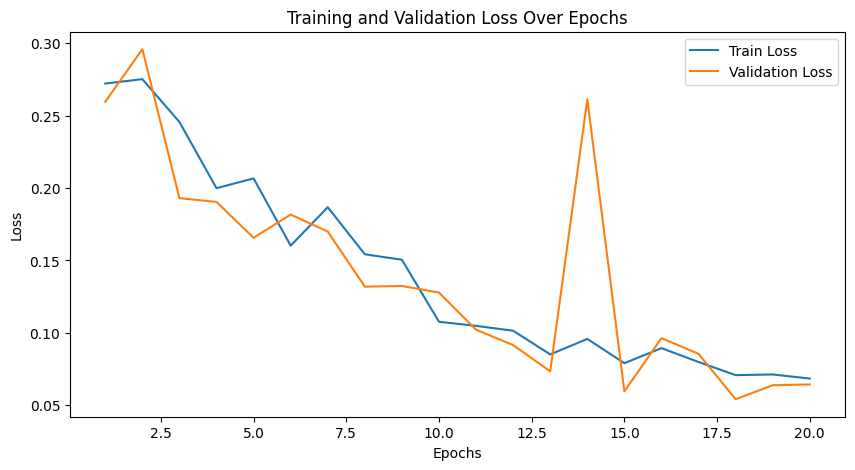 Training and Validation Loss Over Epochs
Train Loss
Validation Loss
0.30
0.25
0.20
0.15
0.10
0.05
Loss
2.5 5.0 7.5 10.0 12.5 15.0 17.5 20.0
Epochs